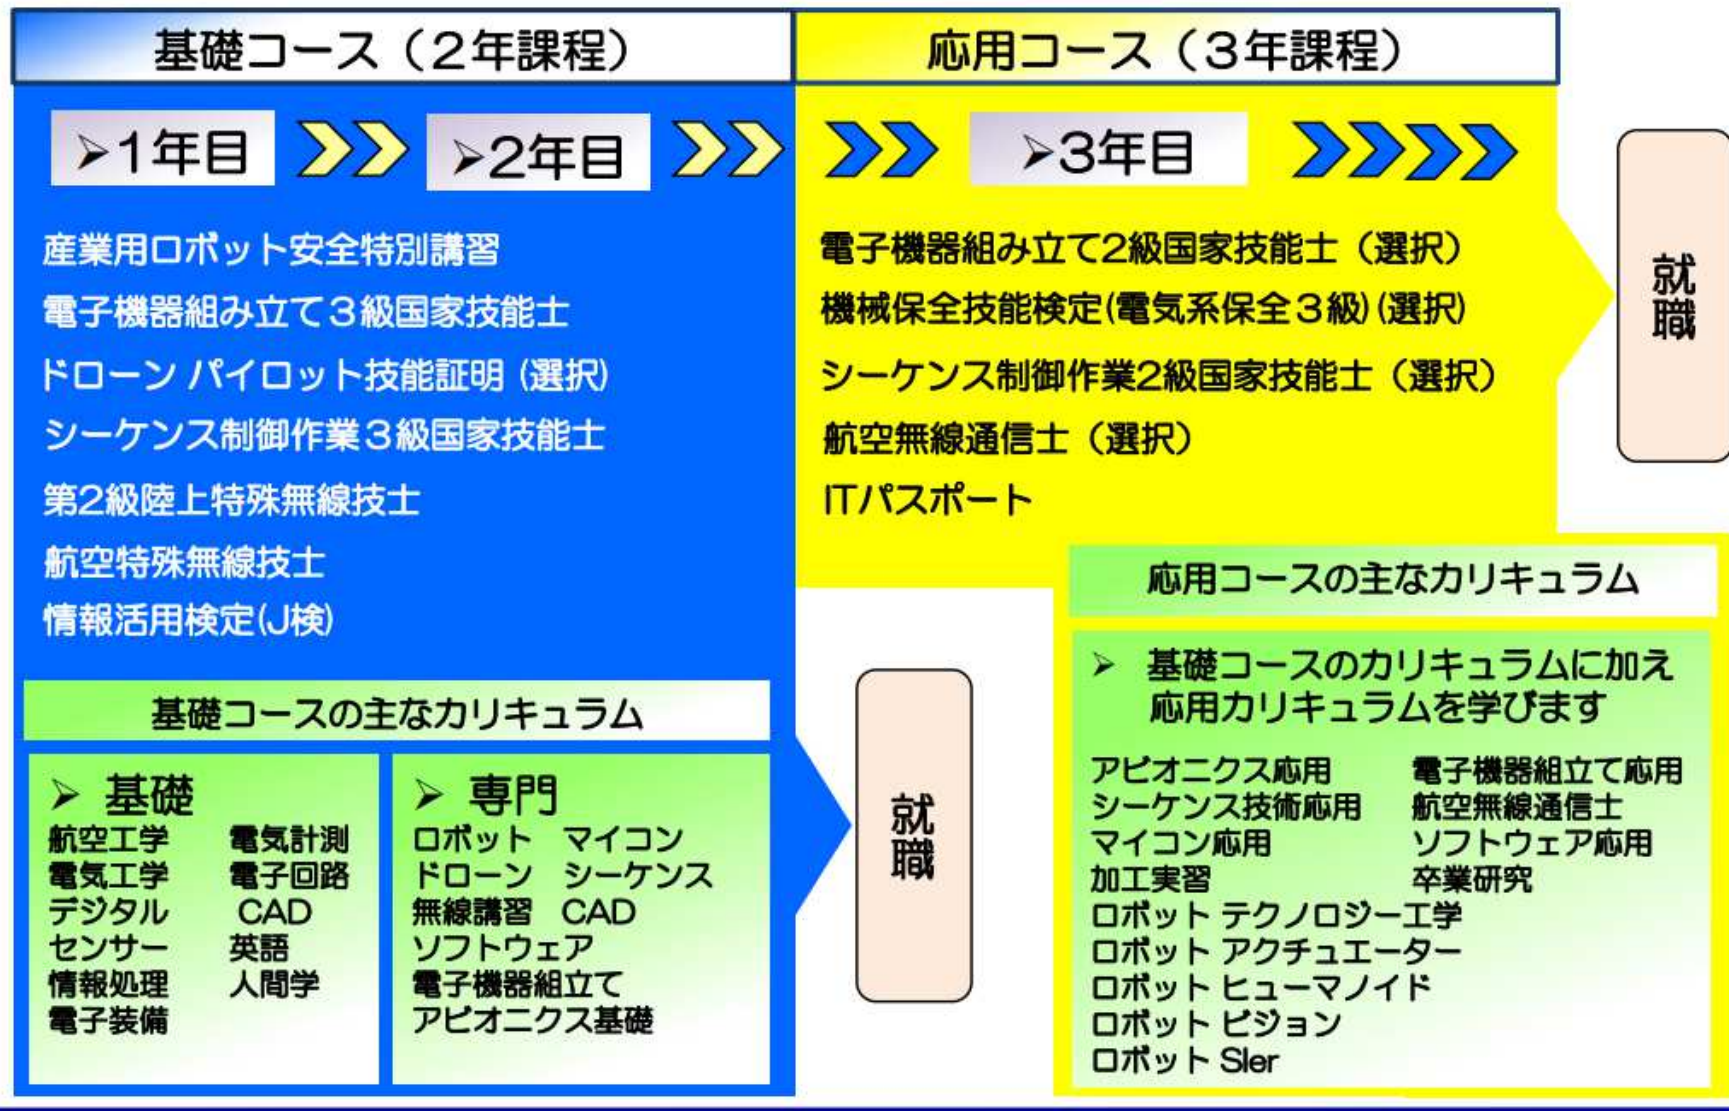 基礎コース（２年課程）
応用コース（３年課程）
➢1年目
➢2年目
➢3年目
産業用ロボット安全特別講習
電子機器組み立て３級国家技能士
ドローン パイロット技能証明 (選択)
シーケンス制御作業３級国家技能士
第2級陸上特殊無線技士
航空特殊無線技士
情報活用検定(J検)
電子機器組み立て2級国家技能士（選択）
機械保全技能検定(電気系保全３級) (選択)
シーケンス制御作業2級国家技能士（選択）
航空無線通信士（選択）
ITパスポート
就職
基礎コースの主なカリキュラム
➢ 基礎
航空工学 電気計測
電気工学 電子回路
デジタル CAD
センサー 英語
情報処理 人間学
電子装備
➢ 専門
ロボット マイコン
ドローン シーケンス
無線講習 CAD
ソフトウェア
電子機器組立て
アビオニクス基礎
就職
応用コースの主なカリキュラム
➢ 基礎コースのカリキュラムに加え
応用カリキュラムを学びます
アビオニクス応用 電子機器組立て応用
シーケンス技術応用 航空無線通信士
マイコン応用 ソフトウェア応用
加工実習 卒業研究
ロボット テクノロジー工学
ロボット アクチュエーター
ロボット ヒューマノイド
ロボット ビジョン
ロボット SIer